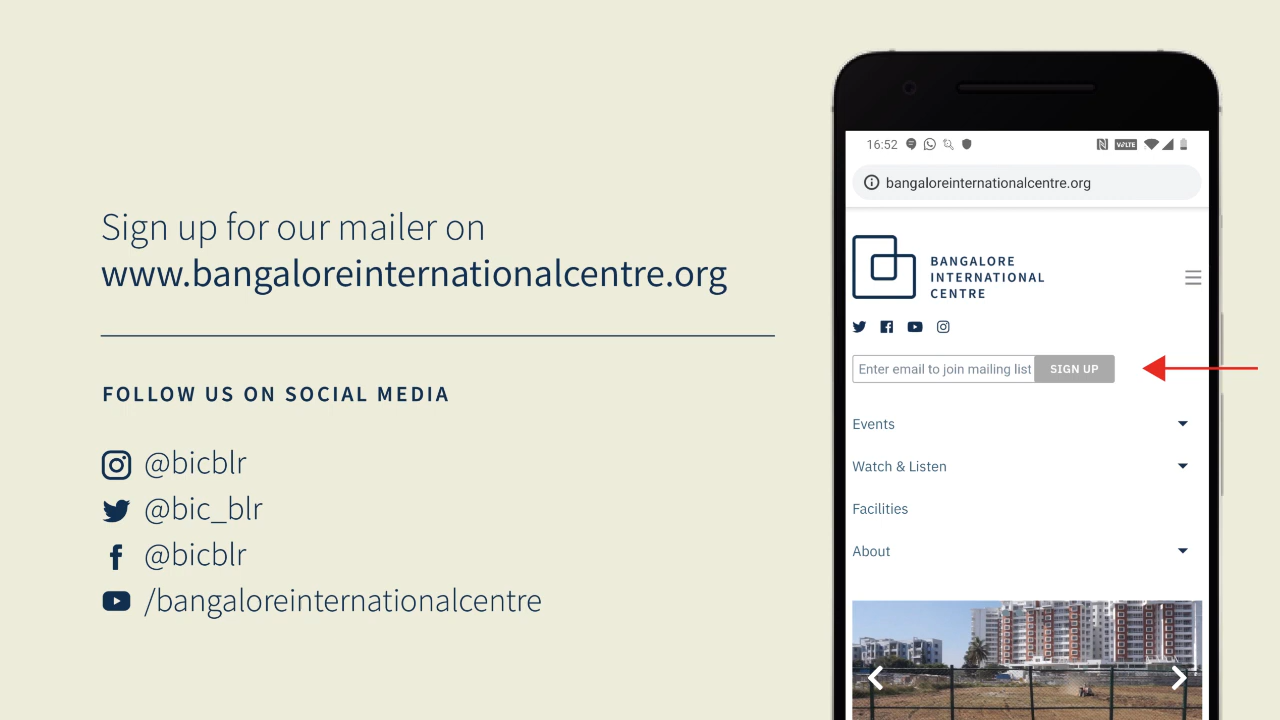 Sign up for our mailer on
www.bangaloreinternationalcentre.org
FOLLOW US ON SOCIAL MEDIA
@bicblr
@bic_blr
@bicblr
/bangaloreinternationalcentre
16:52
VoLTE
bangaloreinternationalcentre.org
BANGALORE
INTERNATIONAL
CENTRE
Enter email to join mailing list SIGN UP
Events
Watch & Listen
Facilities
About